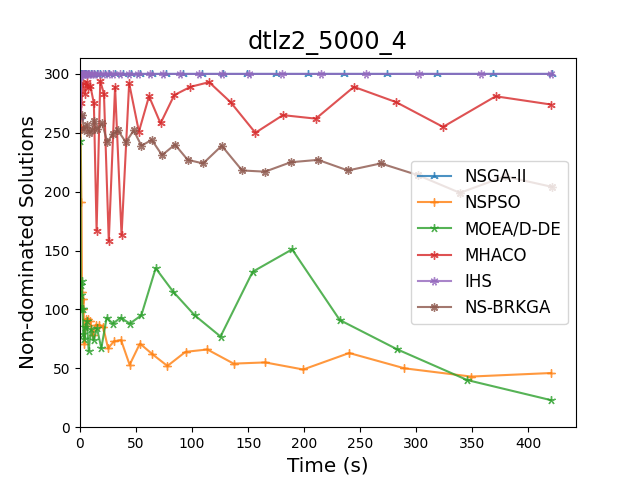 dtlz2_5000_4
Non-dominated Solutions
300
250
200
150
100
50
0
NSGA-II
NSPSO
MOEA/D-DE
MHACO
IHS
NS-BRKGA
0 50 100 150 200 250 300 350 400
Time (s)